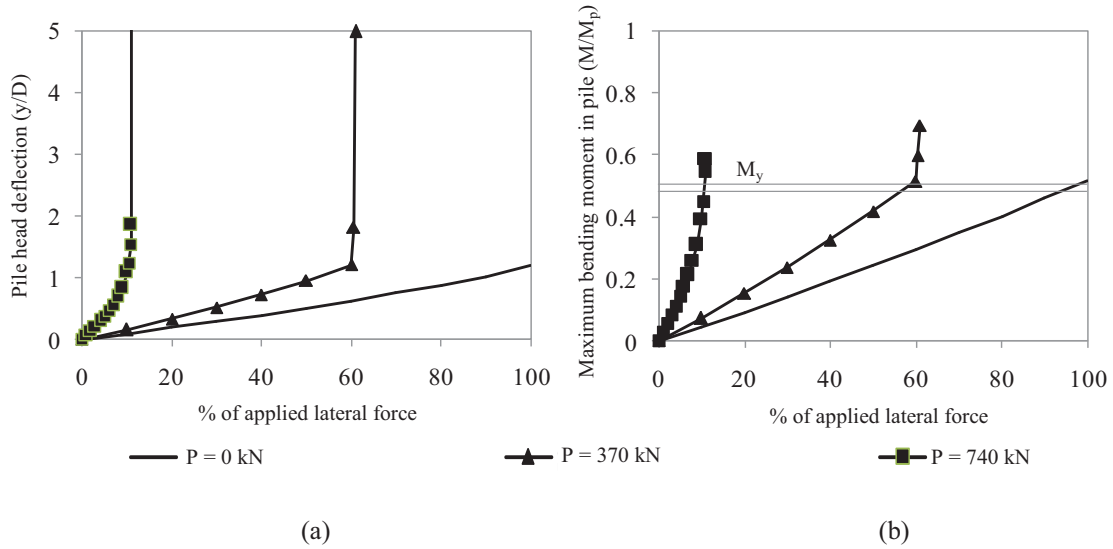 Pile head deflection (y/D)
5
4
3
2
1
0
0 20 40 60 80 100
% of applied lateral force
Maximum bending moment in pile (M/Mp)
1
0.8
0.6
0.4
0.2
0
My
0 20 40 60 80 100
% of applied lateral force
P = 0 kN
P = 370 kN
P = 740 kN
(a)
(b)